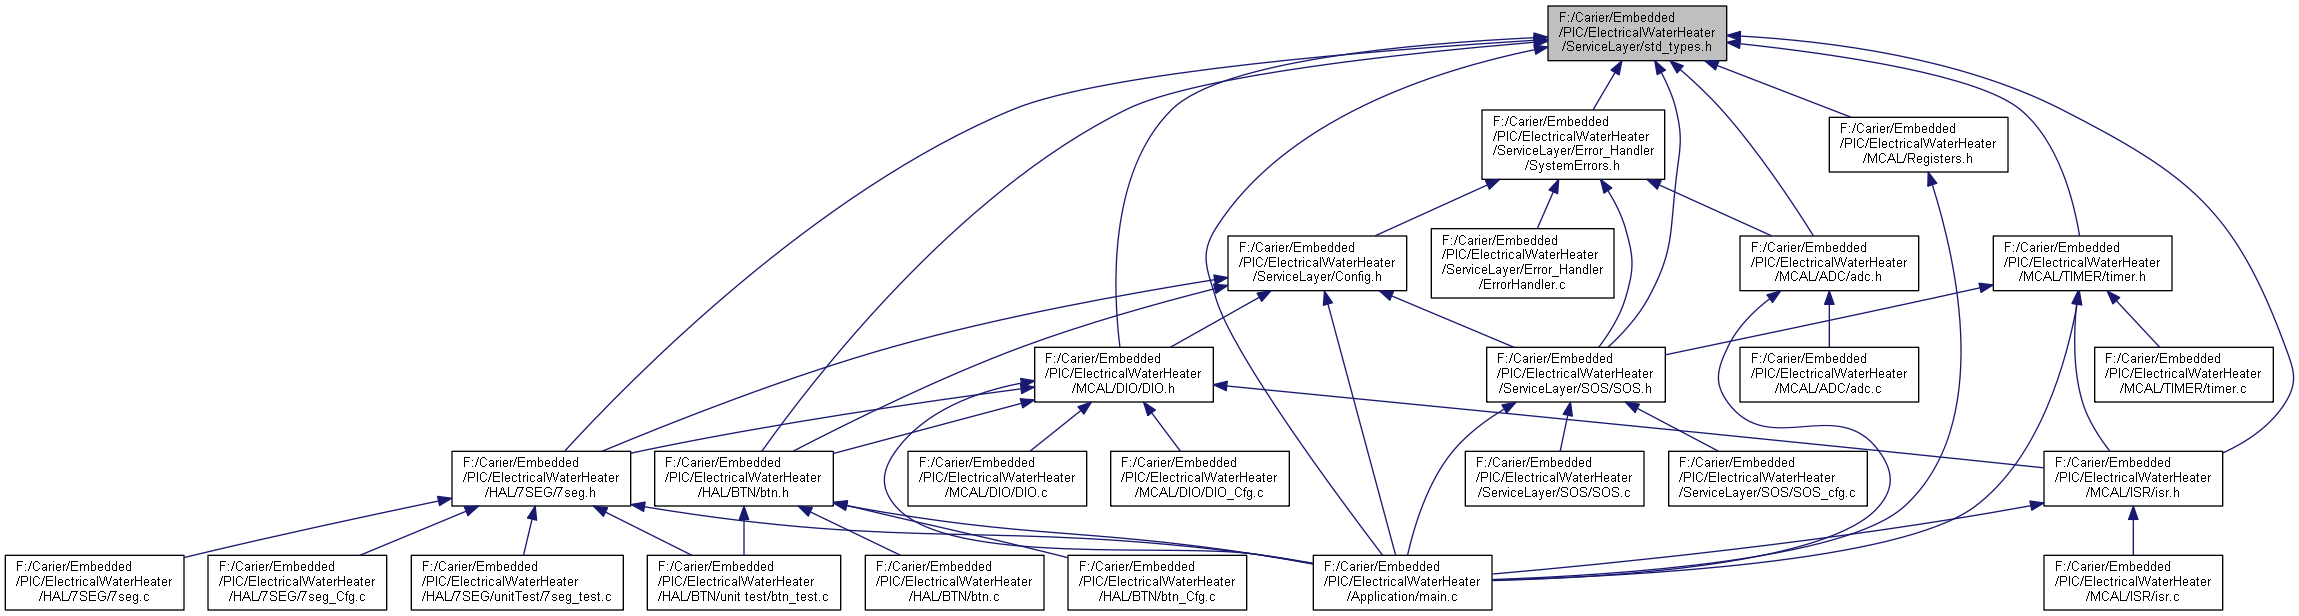 F:/Carier/Embedded
/PIC/ElectricalWaterHeater
/ServiceLayer/std_types.h
F:/Carier/Embedded
/PIC/ElectricalWaterHeater
/ServiceLayer/Error_Handler
/SystemErrors.h
F:/Carier/Embedded
/PIC/ElectricalWaterHeater
/MCAL/Registers.h
F:/Carier/Embedded
/PIC/ElectricalWaterHeater
/ServiceLayer/Config.h
F:/Carier/Embedded
/PIC/ElectricalWaterHeater
/ServiceLayer/Error_Handler
/ErrorHandler.c
F:/Carier/Embedded
/PIC/ElectricalWaterHeater
/MCAL/ADC/adc.h
F:/Carier/Embedded
/PIC/ElectricalWaterHeater
/MCAL/TIMER/timer.h
F:/Carier/Embedded
/PIC/ElectricalWaterHeater
/MCAL/DIO/DIO.h
F:/Carier/Embedded
/PIC/ElectricalWaterHeater
/ServiceLayer/SOS/SOS.h
F:/Carier/Embedded
/PIC/ElectricalWaterHeater
/MCAL/ADC/adc.c
F:/Carier/Embedded
/PIC/ElectricalWaterHeater
/MCAL/TIMER/timer.c
F:/Carier/Embedded
/PIC/ElectricalWaterHeater
/HAL/7SEG/7seg.h
F:/Carier/Embedded
/PIC/ElectricalWaterHeater
/HAL/BTN/btn.h
F:/Carier/Embedded
/PIC/ElectricalWaterHeater
/MCAL/DIO/DIO.c
F:/Carier/Embedded
/PIC/ElectricalWaterHeater
/MCAL/DIO/DIO_Cfg.c
F:/Carier/Embedded
/PIC/ElectricalWaterHeater
/ServiceLayer/SOS/SOS.c
F:/Carier/Embedded
/PIC/ElectricalWaterHeater
/ServiceLayer/SOS/SOS_cfg.c
F:/Carier/Embedded
/PIC/ElectricalWaterHeater
/MCAL/ISR/isr.h
F:/Carier/Embedded
/PIC/ElectricalWaterHeater
/HAL/7SEG/7seg.c
F:/Carier/Embedded
/PIC/ElectricalWaterHeater
/HAL/7SEG/7seg_Cfg.c
F:/Carier/Embedded
/PIC/ElectricalWaterHeater
/HAL/7SEG/unitTest/7seg_test.c
F:/Carier/Embedded
/PIC/ElectricalWaterHeater
/HAL/BTN/unit test/btn_test.c
F:/Carier/Embedded
/PIC/ElectricalWaterHeater
/HAL/BTN/btn.c
F:/Carier/Embedded
/PIC/ElectricalWaterHeater
/HAL/BTN/btn_Cfg.c
F:/Carier/Embedded
/PIC/ElectricalWaterHeater
/Application/main.c
F:/Carier/Embedded
/PIC/ElectricalWaterHeater
/MCAL/ISR/isr.c